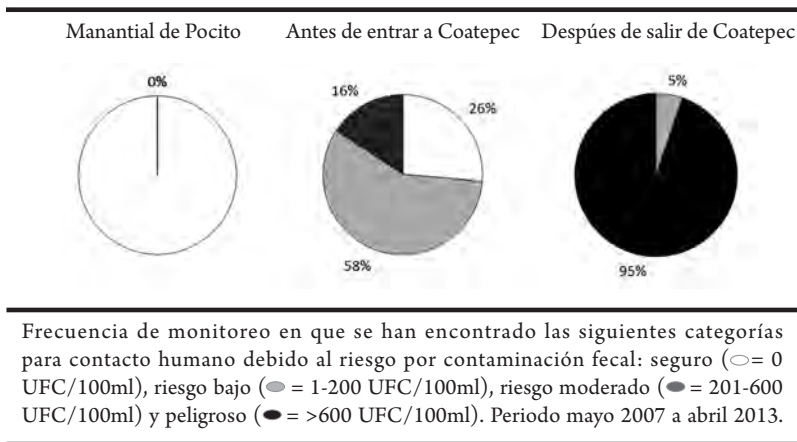 Manantial de Pocito Antes de entrar a Coatepec Despúes de salir de Coatepec
0%
16%
26%
58%
5%
95%
Frecuencia de monitoreo en que se han encontrado las siguientes categorías
para contacto humano debido al riesgo por contaminación fecal: seguro (= 0
UFC/100ml), riesgo bajo (= 1-200 UFC/100ml), riesgo moderado (= 201-600
UFC/100ml) y peligroso (= >600 UFC/100ml). Periodo mayo 2007 a abril 2013.